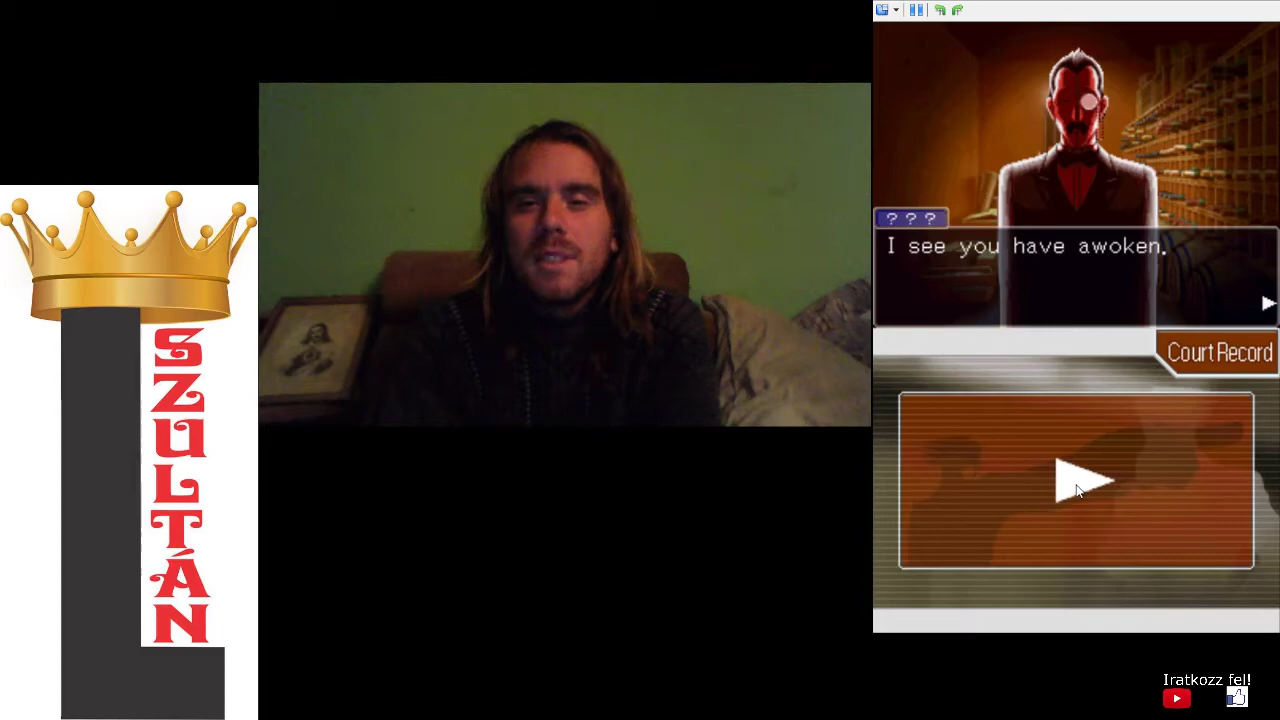 L
SZULTÁN
? ? ?
I see you have awoken.
Court Record
Iratkozz fel!